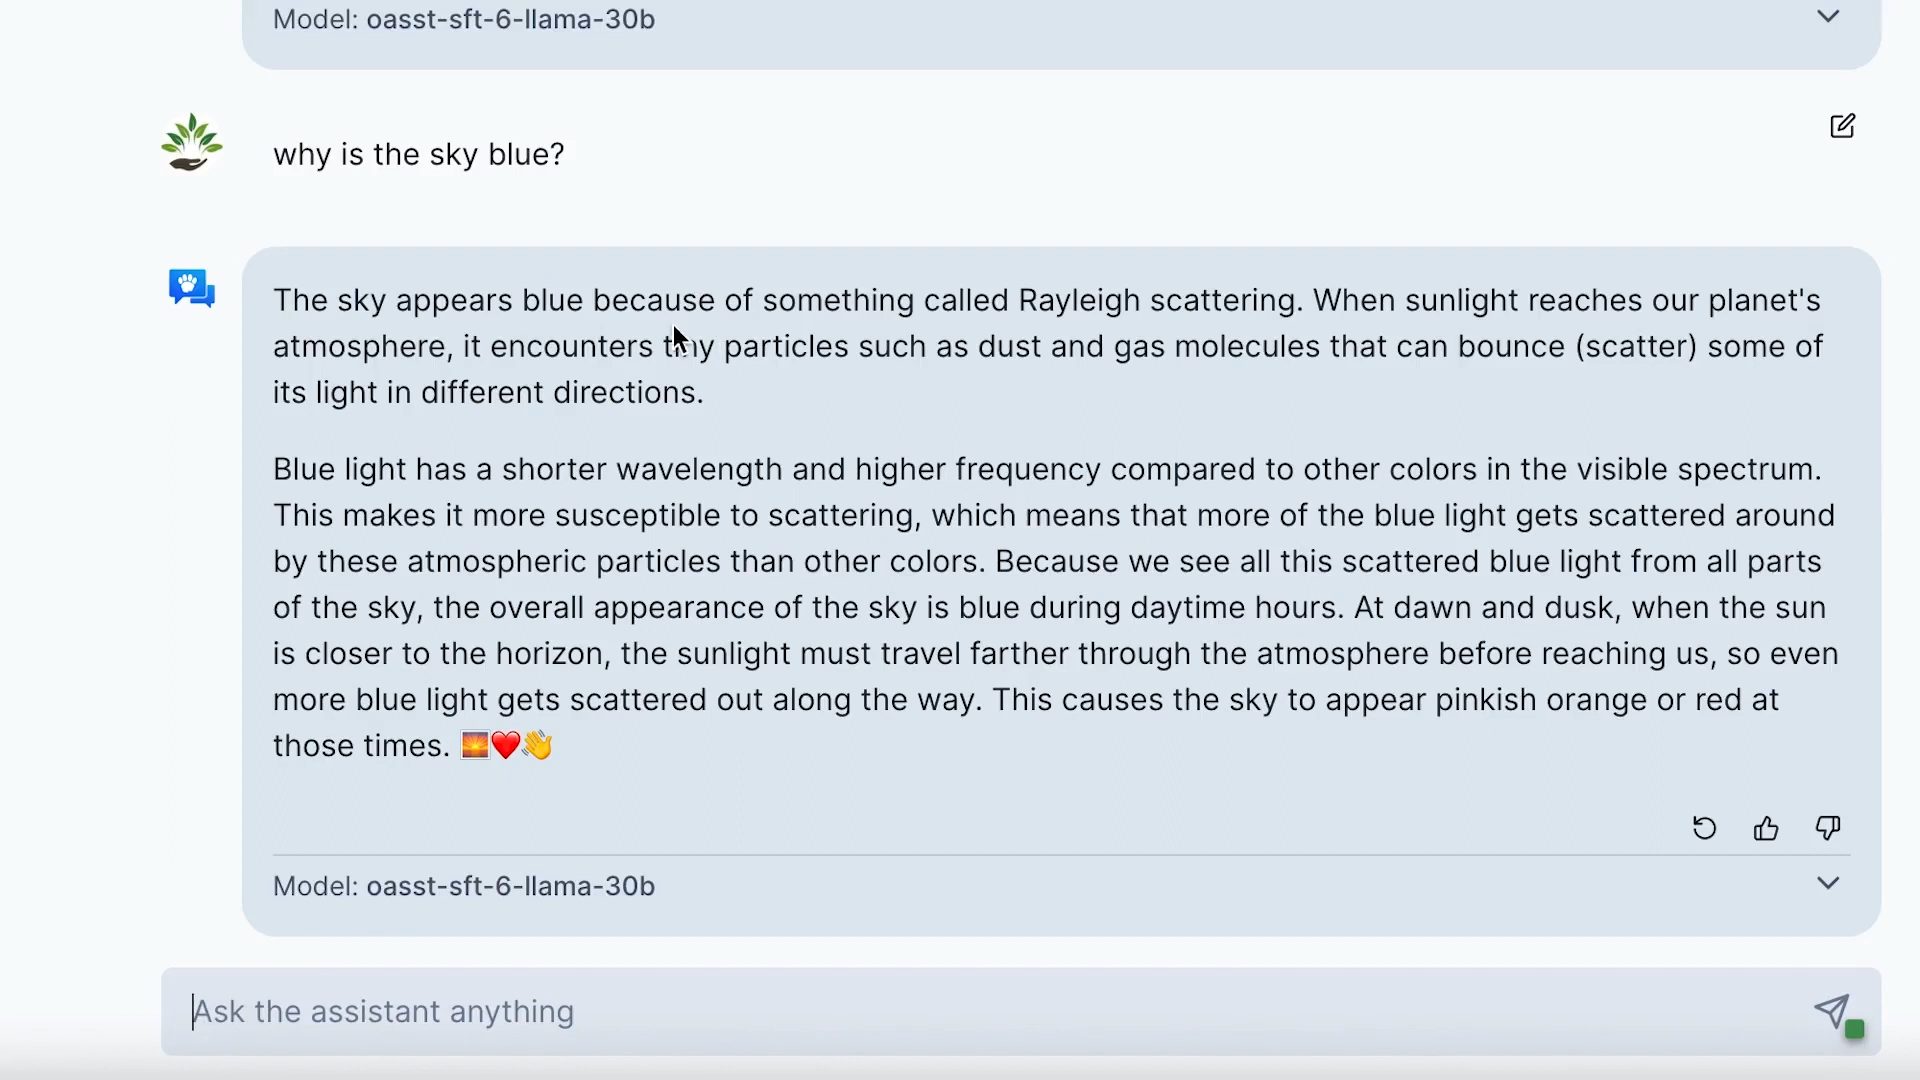 Model: oasst-sft-6-llama-30b
why is the sky blue?
The sky appears blue because of something called Rayleigh scattering. When sunlight reaches our planet's
atmosphere, it encounters tiny particles such as dust and gas molecules that can bounce (scatter) some of
its light in different directions.
Blue light has a shorter wavelength and higher frequency compared to other colors in the visible spectrum.
This makes it more susceptible to scattering, which means that more of the blue light gets scattered around
by these atmospheric particles than other colors. Because we see all this scattered blue light from all parts
of the sky, the overall appearance of the sky is blue during daytime hours. At dawn and dusk, when the sun
is closer to the horizon, the sunlight must travel farther through the atmosphere before reaching us, so even
more blue light gets scattered out along the way. This causes the sky to appear pinkish orange or red at
those times. 🌅❤️👋
Model: oasst-sft-6-llama-30b
Ask the assistant anything